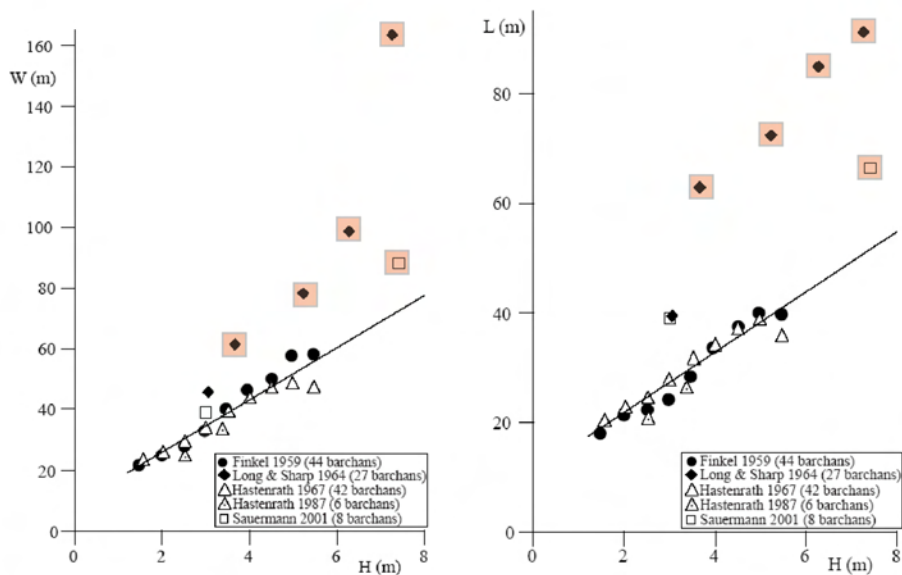 160
W (m)
140
120
100
80
60
40
20
0
0
2
4
6
8
H (m)
● Finkel 1959 (44 barchans)
◆ Long & Sharp 1964 (27 barchans)
△ Hastenrath 1967 (42 barchans)
△ Hastenrath 1987 (6 barchans)
□ Sauermann 2001 (8 barchans)
L (m)
80
60
40
20
0
0
2
4
6
8
H (m)
● Finkel 1959 (44 barchans)
◆ Long & Sharp 1964 (27 barchans)
△ Hastenrath 1967 (42 barchans)
△ Hastenrath 1987 (6 barchans)
□ Sauermann 2001 (8 barchans)